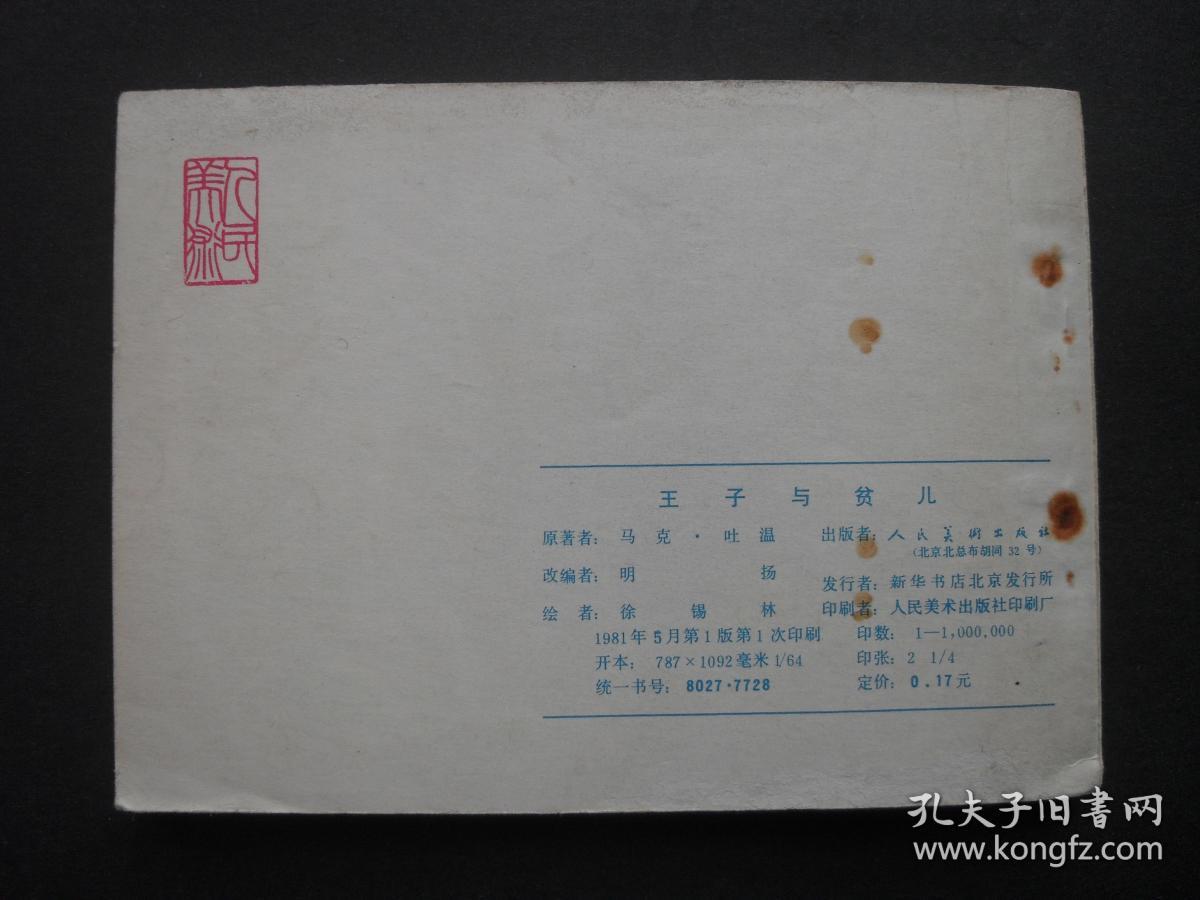 人民美術
王子与贫儿
原著者：马克·吐温 出版者：人民美術出版社
（北京北总布胡同 32 号）
改编者：明扬 发行者：新华书店北京发行所
绘者：徐锡林 印刷者：人民美术出版社印刷厂
1981年5月第1版第1次印刷 印数：1—1,000,000
开本：787×1092毫米1/64 印张：2 1/4
统一书号：8027·7728 定价：0.17元
孔夫子旧书网
www.kongfz.com